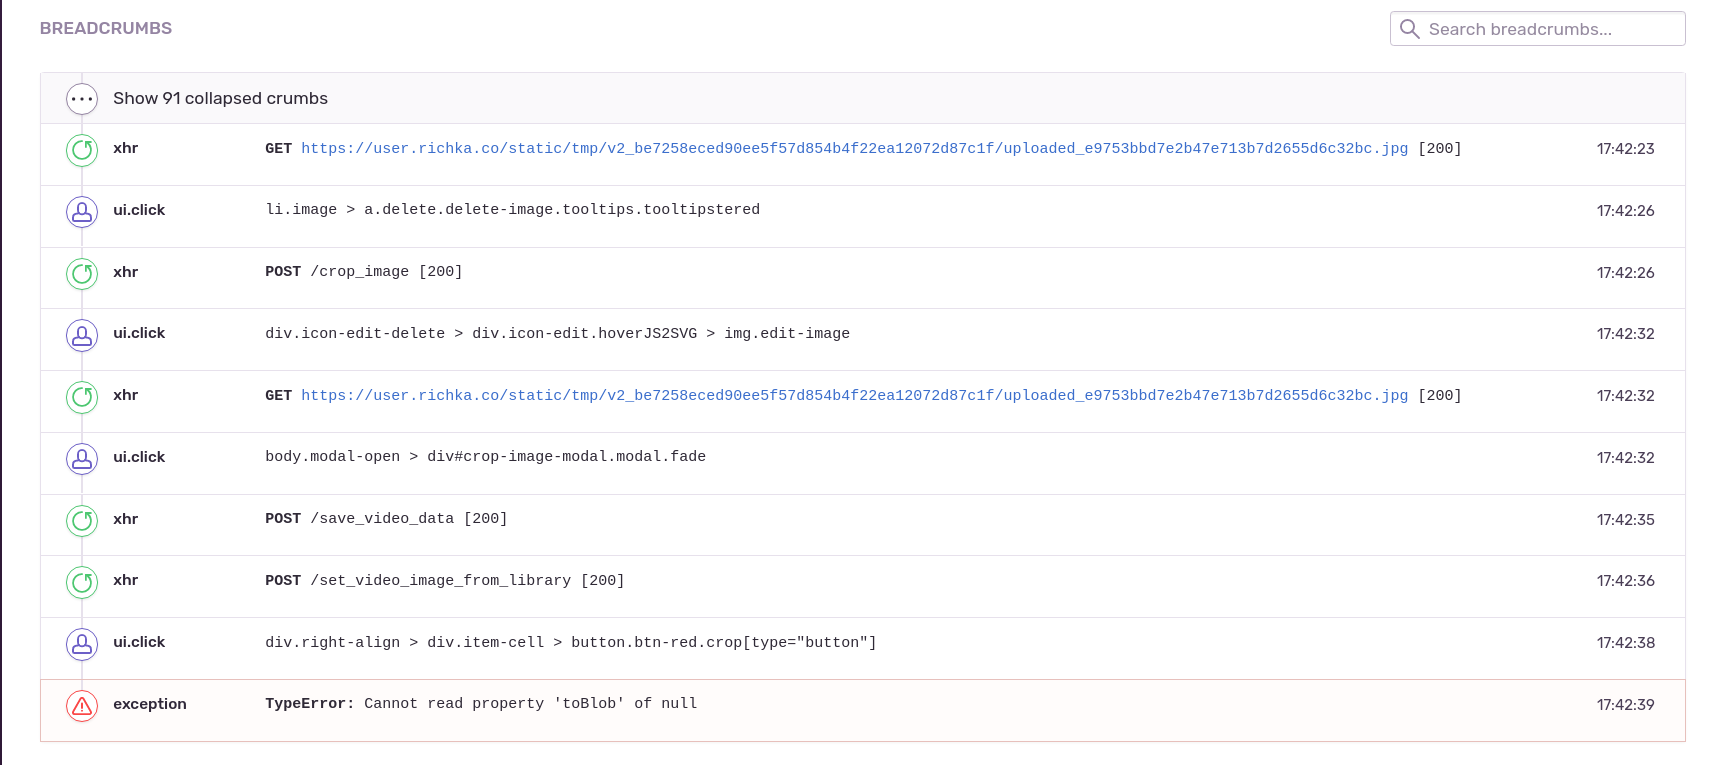 BREADCRUMBS
Search breadcrumbs...
Show 91 collapsed crumbs
xhr GET https://user.richka.co/static/tmp/v2_be7258eced90ee5f57d854b4f22ea12072d87c1f/uploaded_e9753bbd7e2b47e713b7d2655d6c32bc.jpg [200] 17:42:23
ui.click li.image > a.delete.delete-image.tooltips.tooltipstered 17:42:26
xhr POST /crop_image [200] 17:42:26
ui.click div.icon-edit-delete > div.icon-edit.hoverJS2SVG > img.edit-image 17:42:32
xhr GET https://user.richka.co/static/tmp/v2_be7258eced90ee5f57d854b4f22ea12072d87c1f/uploaded_e9753bbd7e2b47e713b7d2655d6c32bc.jpg [200] 17:42:32
ui.click body.modal-open > div#crop-image-modal.modal.fade 17:42:32
xhr POST /save_video_data [200] 17:42:35
xhr POST /set_video_image_from_library [200] 17:42:36
ui.click div.right-align > div.item-cell > button.btn-red.crop[type="button"] 17:42:38
exception TypeError: Cannot read property 'toBlob' of null 17:42:39